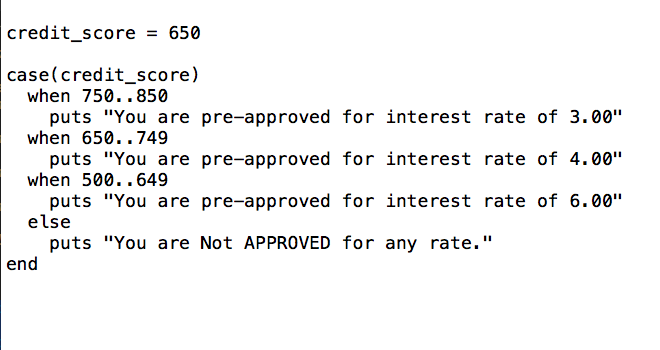 credit_score = 650
case(credit_score)
when 750..850
puts "You are pre-approved for interest rate of 3.00"
when 650..749
puts "You are pre-approved for interest rate of 4.00"
when 500..649
puts "You are pre-approved for interest rate of 6.00"
else
puts "You are Not APPROVED for any rate."
end